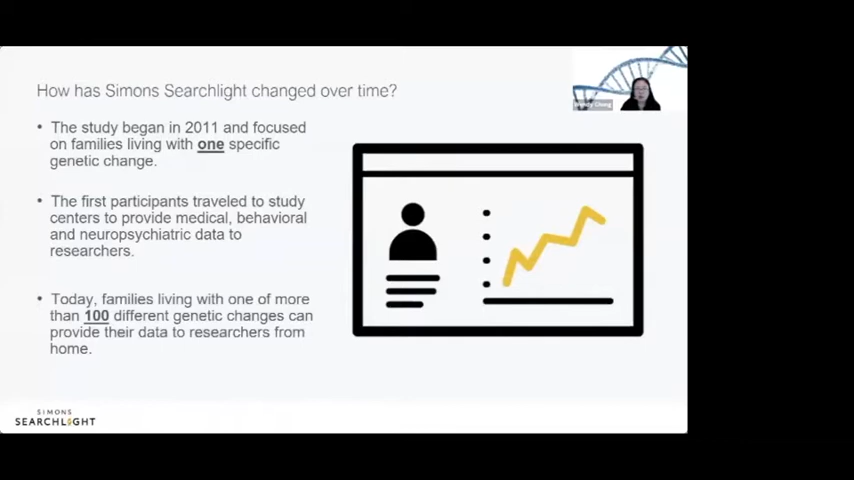 How has Simons Searchlight changed over time?
Wendy Chung
• The study began in 2011 and focused
on families living with one specific
genetic change.
• The first participants traveled to study
centers to provide medical, behavioral
and neuropsychiatric data to
researchers.
• Today, families living with one of more
than 100 different genetic changes can
provide their data to researchers from
home.
SIMONS
SEARCHLIGHT